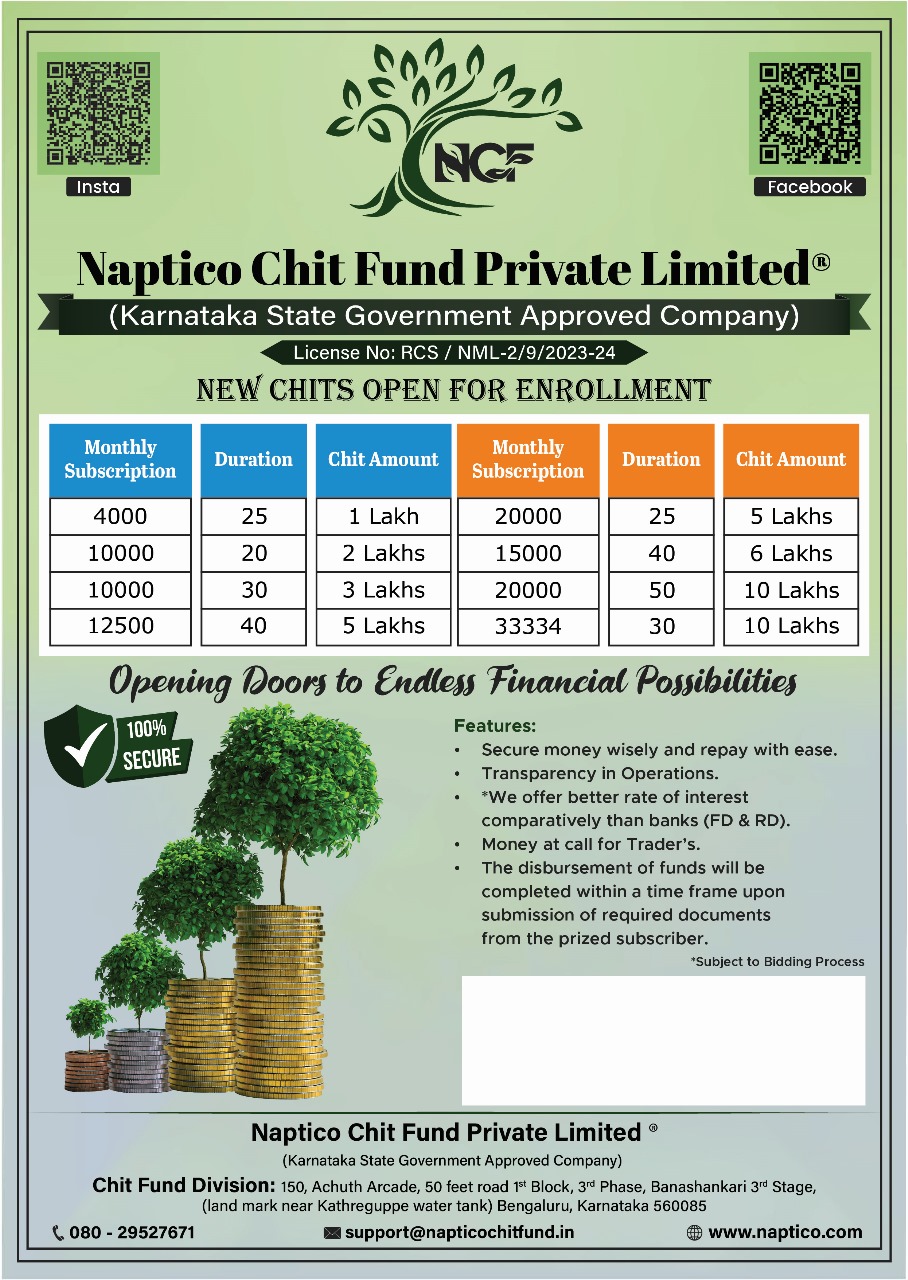 Insta
NCF
Facebook
Naptico Chit Fund Private Limited®
(Karnataka State Government Approved Company)
License No: RCS / NML-2/9/2023-24
NEW CHITS OPEN FOR ENROLLMENT
Monthly Subscription Duration Chit Amount Monthly Subscription Duration Chit Amount
4000 25 1 Lakh 20000 25 5 Lakhs
10000 20 2 Lakhs 15000 40 6 Lakhs
10000 30 3 Lakhs 20000 50 10 Lakhs
12500 40 5 Lakhs 33334 30 10 Lakhs
Opening Doors to Endless Financial Possibilities
100%
SECURE
Features:
• Secure money wisely and repay with ease.
• Transparency in Operations.
• *We offer better rate of interest
comparatively than banks (FD & RD).
• Money at call for Trader's.
• The disbursement of funds will be
completed within a time frame upon
submission of required documents
from the prized subscriber.
*Subject to Bidding Process
Naptico Chit Fund Private Limited ®
(Karnataka State Government Approved Company)
Chit Fund Division: 150, Achuth Arcade, 50 feet road 1st Block, 3rd Phase, Banashankari 3rd Stage,
(land mark near Kathreguppe water tank) Bengaluru, Karnataka 560085
080 - 29527671 support@napticochitfund.in www.naptico.com